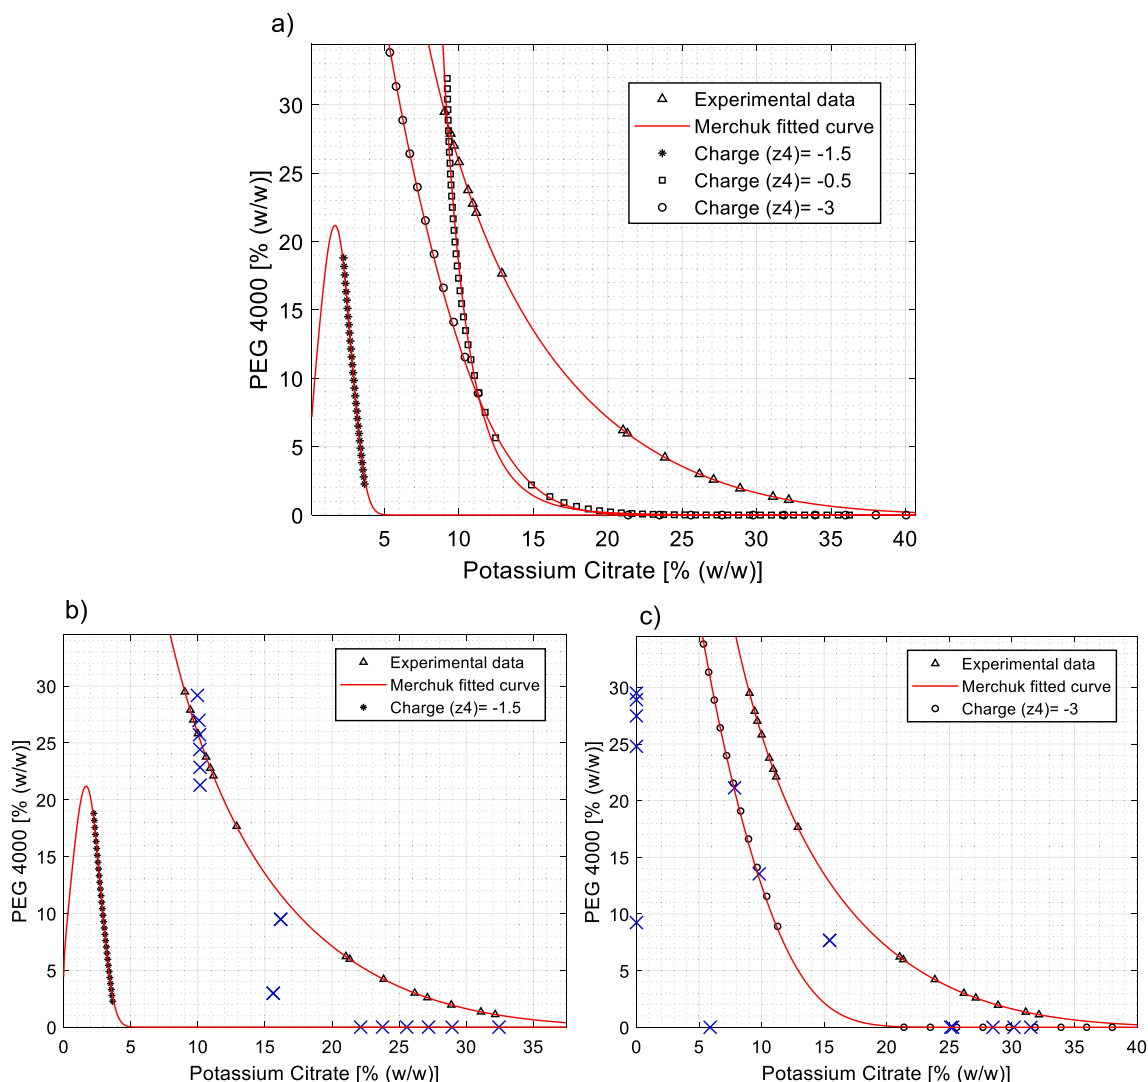 a)
PEG 4000 [% (w/w)]
30
25
20
15
10
5
0
Experimental data
Merchuk fitted curve
Charge (z4)= -1.5
Charge (z4)= -0.5
Charge (z4)= -3
5 10 15 20 25 30 35 40
Potassium Citrate [% (w/w)]
b)
PEG 4000 [% (w/w)]
30
25
20
15
10
5
0
Experimental data
Merchuk fitted curve
Charge (z4)= -1.5
0 5 10 15 20 25 30 35
Potassium Citrate [% (w/w)]
c)
PEG 4000 [% (w/w)]
30
25
20
15
10
5
0
Experimental data
Merchuk fitted curve
Charge (z4)= -3
0 5 10 15 20 25 30 35 40
Potassium Citrate [% (w/w)]